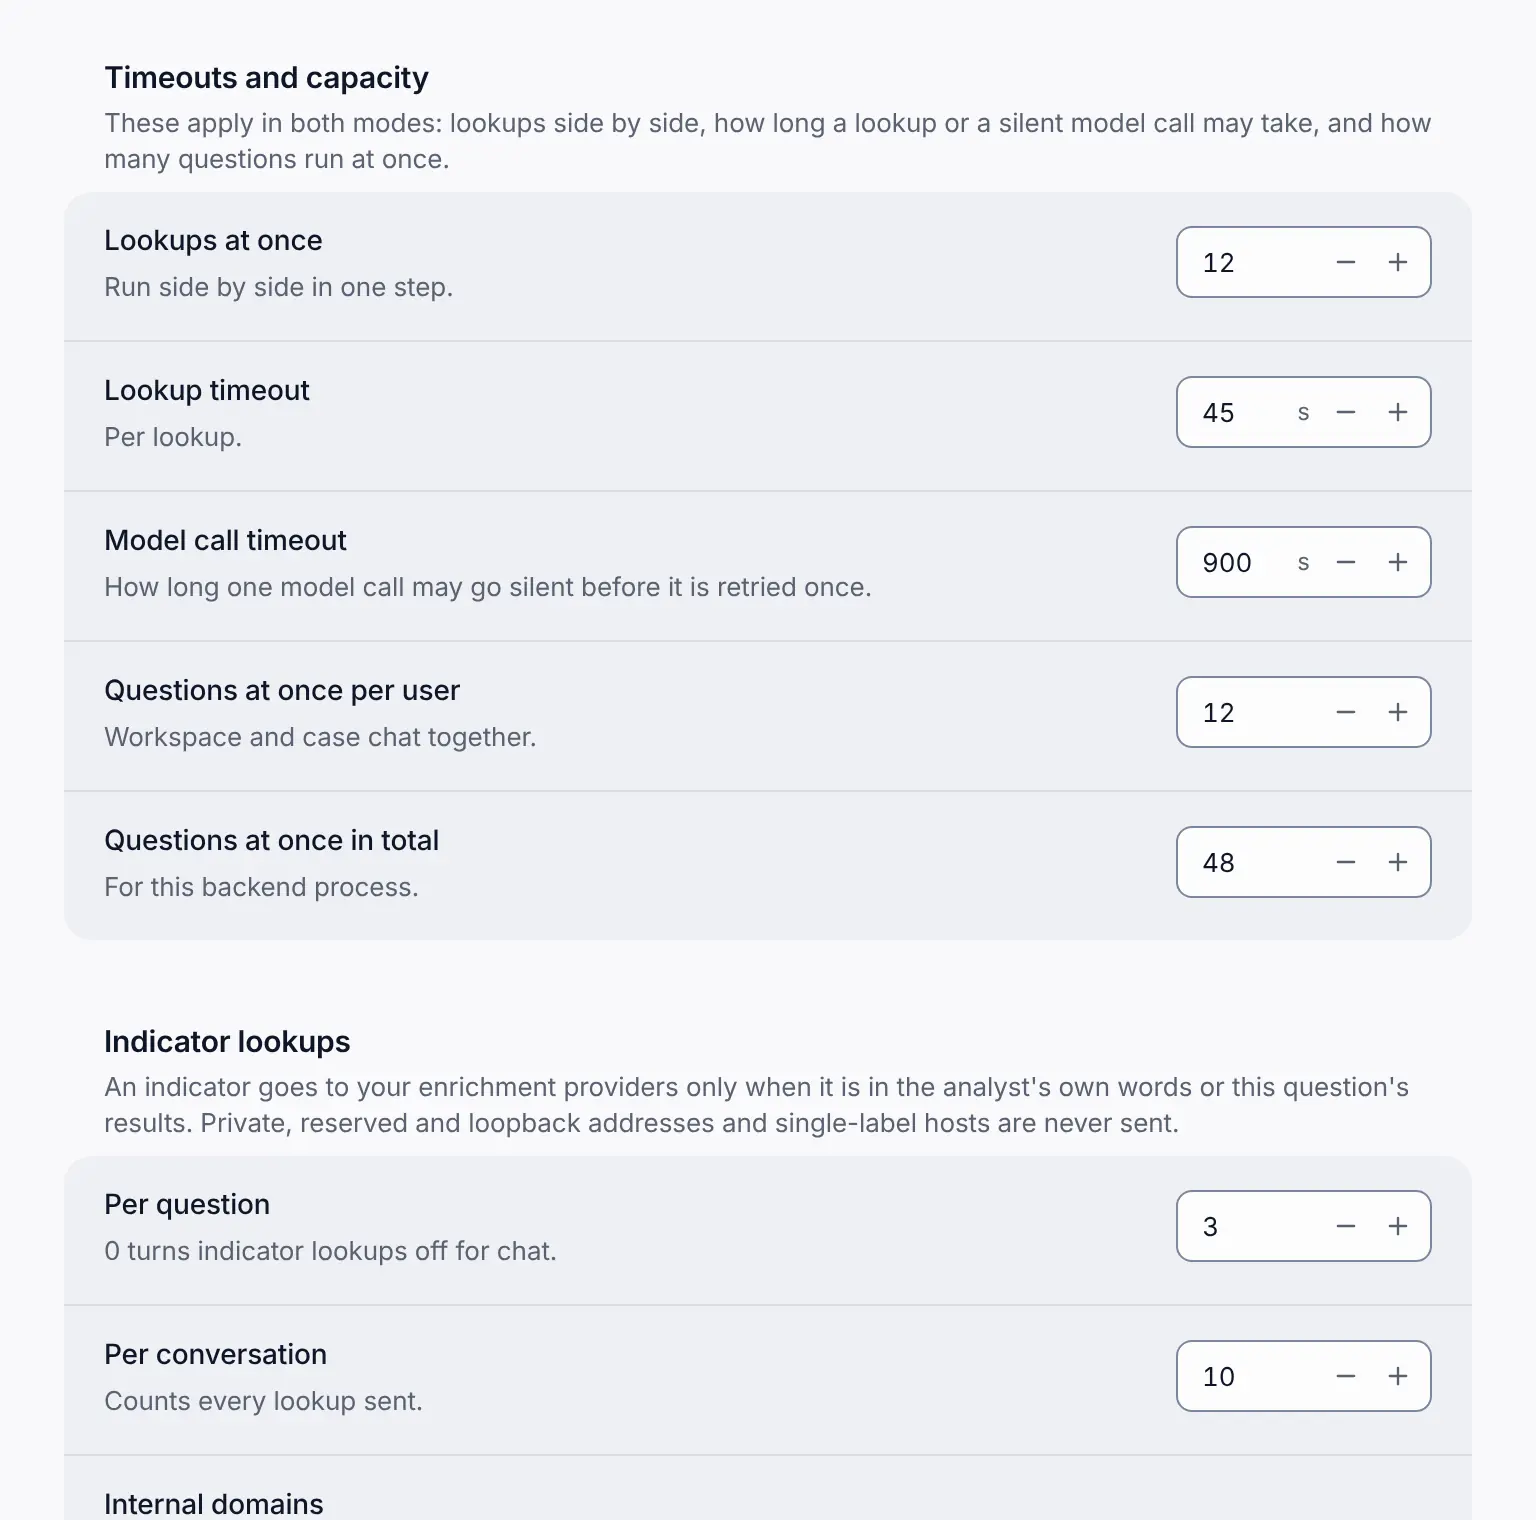 Timeouts and capacity
These apply in both modes: lookups side by side, how long a lookup or a silent model call may take, and how
many questions run at once.
Lookups at once
12
Run side by side in one step.
Lookup timeout
45 s
Per lookup.
Model call timeout
900 s
How long one model call may go silent before it is retried once.
Questions at once per user
12
Workspace and case chat together.
Questions at once in total
48
For this backend process.
Indicator lookups
An indicator goes to your enrichment providers only when it is in the analyst's own words or this question's
results. Private, reserved and loopback addresses and single-label hosts are never sent.
Per question
3
0 turns indicator lookups off for chat.
Per conversation
10
Counts every lookup sent.
Internal domains